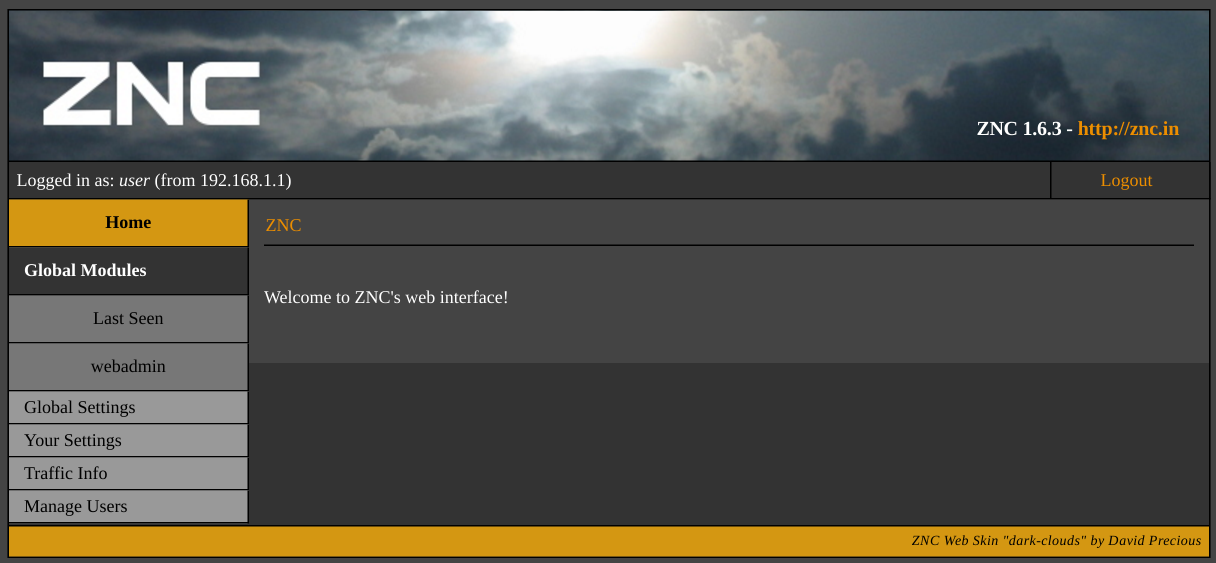 ZNC
ZNC 1.6.3 - http://znc.in
Logged in as: user (from 192.168.1.1)
Logout
Home
ZNC
Global Modules
Welcome to ZNC's web interface!
Last Seen
webadmin
Global Settings
Your Settings
Traffic Info
Manage Users
ZNC Web Skin "dark-clouds" by David Precious